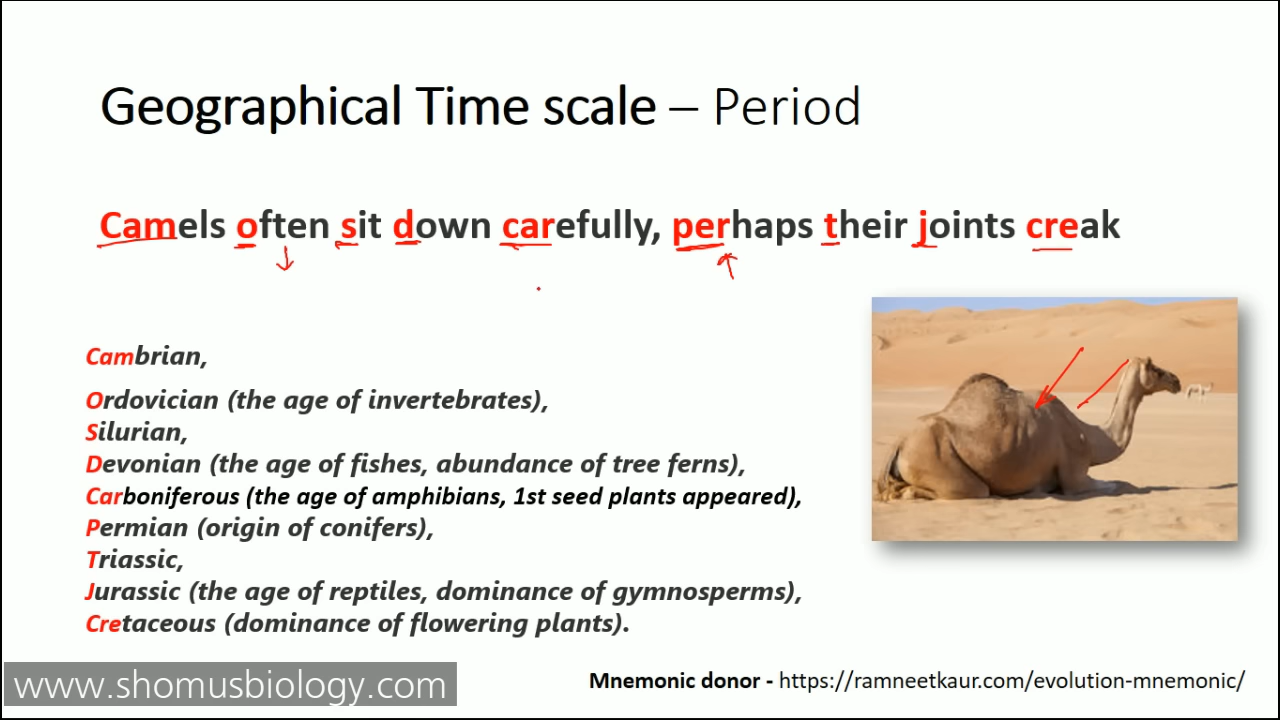 Geographical Time scale – Period
Camels often sit down carefully, perhaps their joints creak
Cambrian,
Ordovician (the age of invertebrates),
Silurian,
Devonian (the age of fishes, abundance of tree ferns),
Carboniferous (the age of amphibians, 1st seed plants appeared),
Permian (origin of conifers),
Triassic,
Jurassic (the age of reptiles, dominance of gymnosperms),
Cretaceous (dominance of flowering plants).
www.shomusbiology.com
Mnemonic donor - https://ramneetkaur.com/evolution-mnemonic/